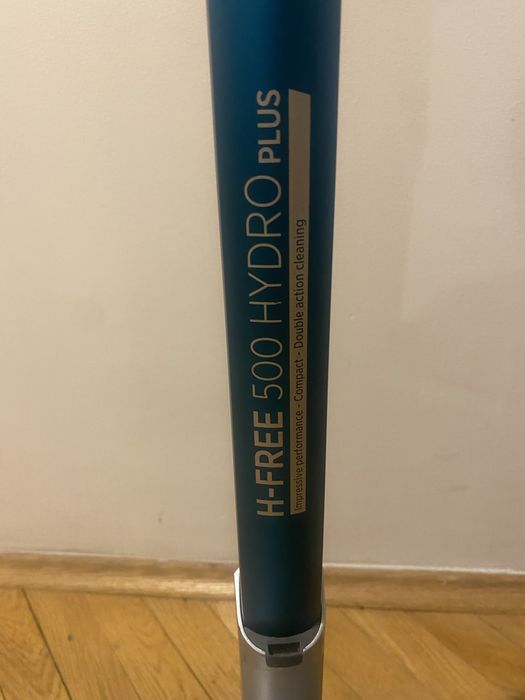 H-FREE 500 HYDRO PLUS
Impressive performance - Compact - Double action cleaning